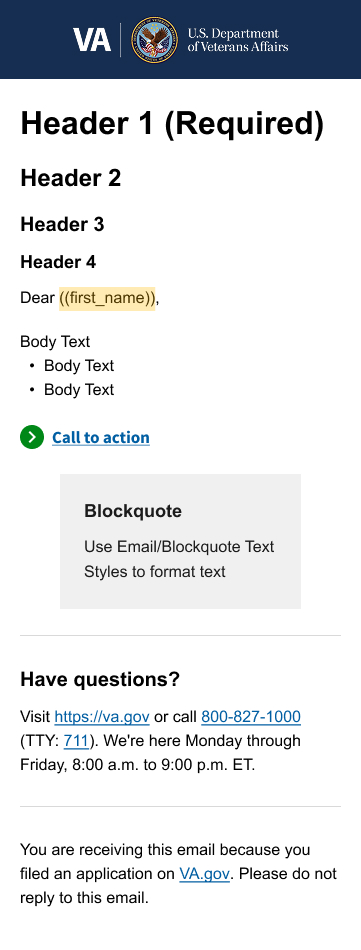 VA
U.S. Department
of Veterans Affairs
Header 1 (Required)
Header 2
Header 3
Header 4
Dear ((first_name)),
Body Text
• Body Text
• Body Text
Call to action
Blockquote
Use Email/Blockquote Text
Styles to format text
Have questions?
Visit https://va.gov or call 800-827-1000
(TTY: 711). We're here Monday through
Friday, 8:00 a.m. to 9:00 p.m. ET.
You are receiving this email because you
filed an application on VA.gov. Please do not
reply to this email.